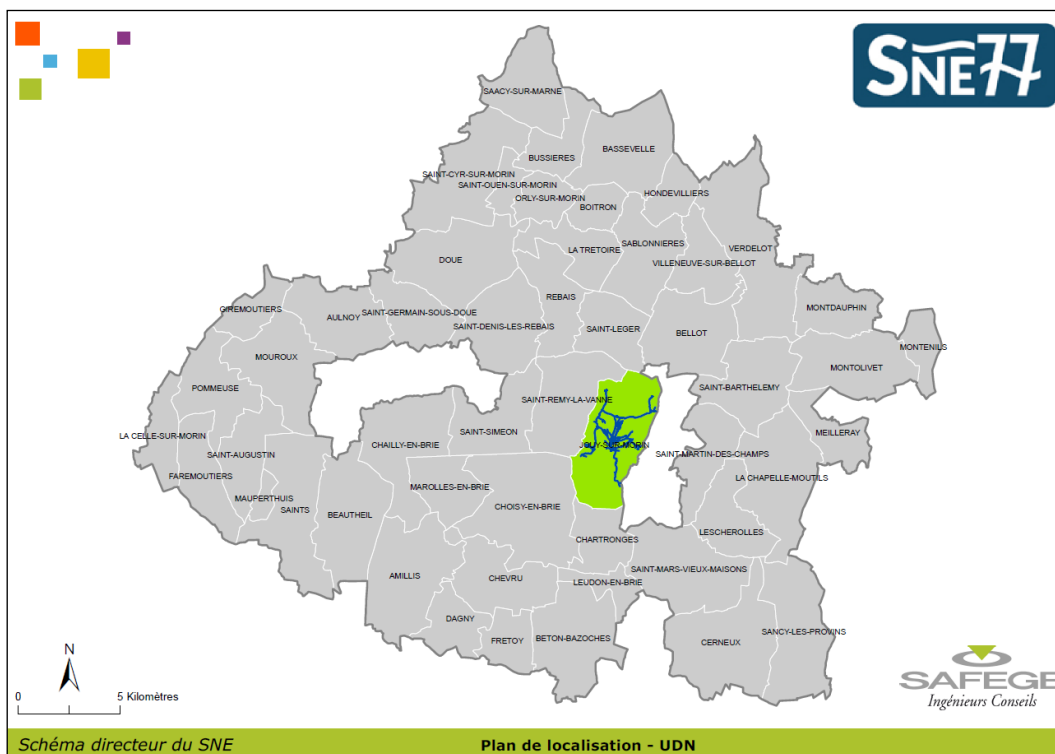 SNE77
SAACY-SUR-MARNE
BASSEVELLE
BUSSIERES
SAINT-CYR-SUR-MORIN
SAINT-OUEN-SUR-MORIN
HONDEVILLIERS
ORLY-SUR-MORIN
BOITRON
SABLONNIERES
VERDELOT
LA TRETOIRE
DOUE
VILLENEUVE-SUR-BELLOT
REBAIS
MONTDAUPHIN
GIREMOUTIERS
SAINT-GERMAIN-SOUS-DOUE
AULNOY
SAINT-DENIS-LES-REBAIS
SAINT-LEGER
BELLOT
MONTENILS
MOUROUX
MONTOLIVET
POMMEUSE
SAINT-BARTHELEMY
SAINT-REMY-LA-VANNE
SAINT-SIMEON
MEILLERAY
LA CELLE-SUR-MORIN
CHAILLY-EN-BRIE
JOUY-SUR-MORIN
SAINT-AUGUSTIN
SAINT-MARTIN-DES-CHAMPS
FAREMOUTIERS
LA CHAPELLE-MOUTILS
MAROLLES-EN-BRIE
MAUPERTHUIS
CHOISY-EN-BRIE
SAINTS
BEAUTHEIL
LESCHEROLLES
CHARTRONGES
SAINT-MARS-VIEUX-MAISONS
AMILLIS
CHEVRU
LEUDON-EN-BRIE
DAGNY
SANCY-LES-PROVINS
FRETOY
BETON-BAZOCHES
CERNEUX
N
0
5 Kilomètres
SAFEGE
Ingénieurs Conseils
Schéma directeur du SNE
Plan de localisation - UDN